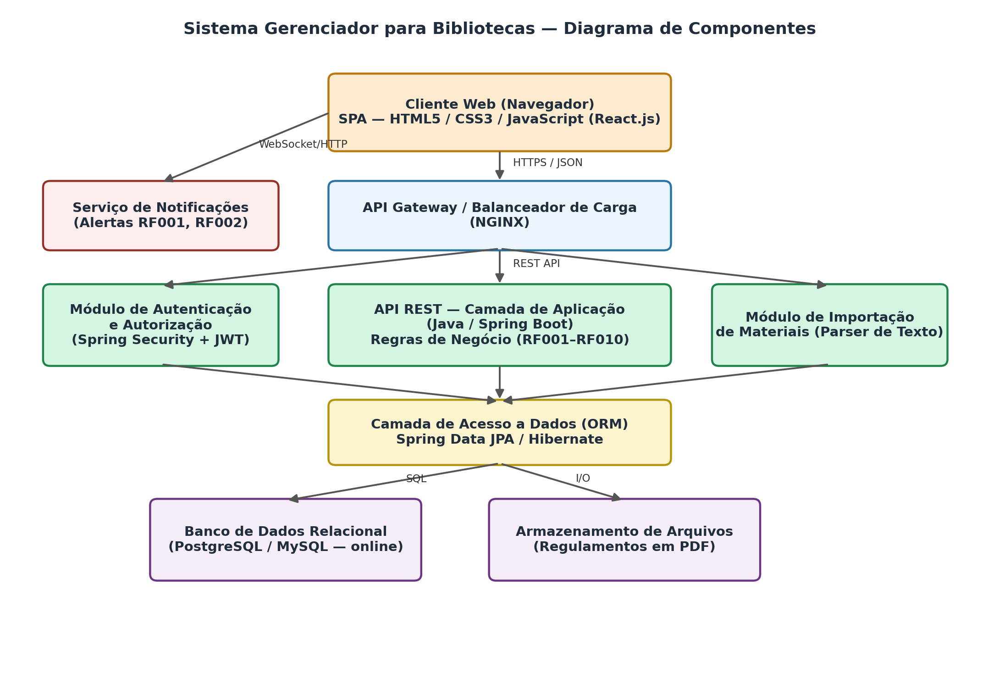 Sistema Gerenciador para Bibliotecas — Diagrama de Componentes
Cliente Web (Navegador)
SPA — HTML5 / CSS3 / JavaScript (React.js)
WebSocket/HTTP
HTTPS / JSON
Serviço de Notificações
(Alertas RF001, RF002)
API Gateway / Balanceador de Carga
(NGINX)
REST API
Módulo de Autenticação
e Autorização
(Spring Security + JWT)
API REST — Camada de Aplicação
(Java / Spring Boot)
Regras de Negócio (RF001–RF010)
Módulo de Importação
de Materiais (Parser de Texto)
Camada de Acesso a Dados (ORM)
Spring Data JPA / Hibernate
SQL
I/O
Banco de Dados Relacional
(PostgreSQL / MySQL — online)
Armazenamento de Arquivos
(Regulamentos em PDF)